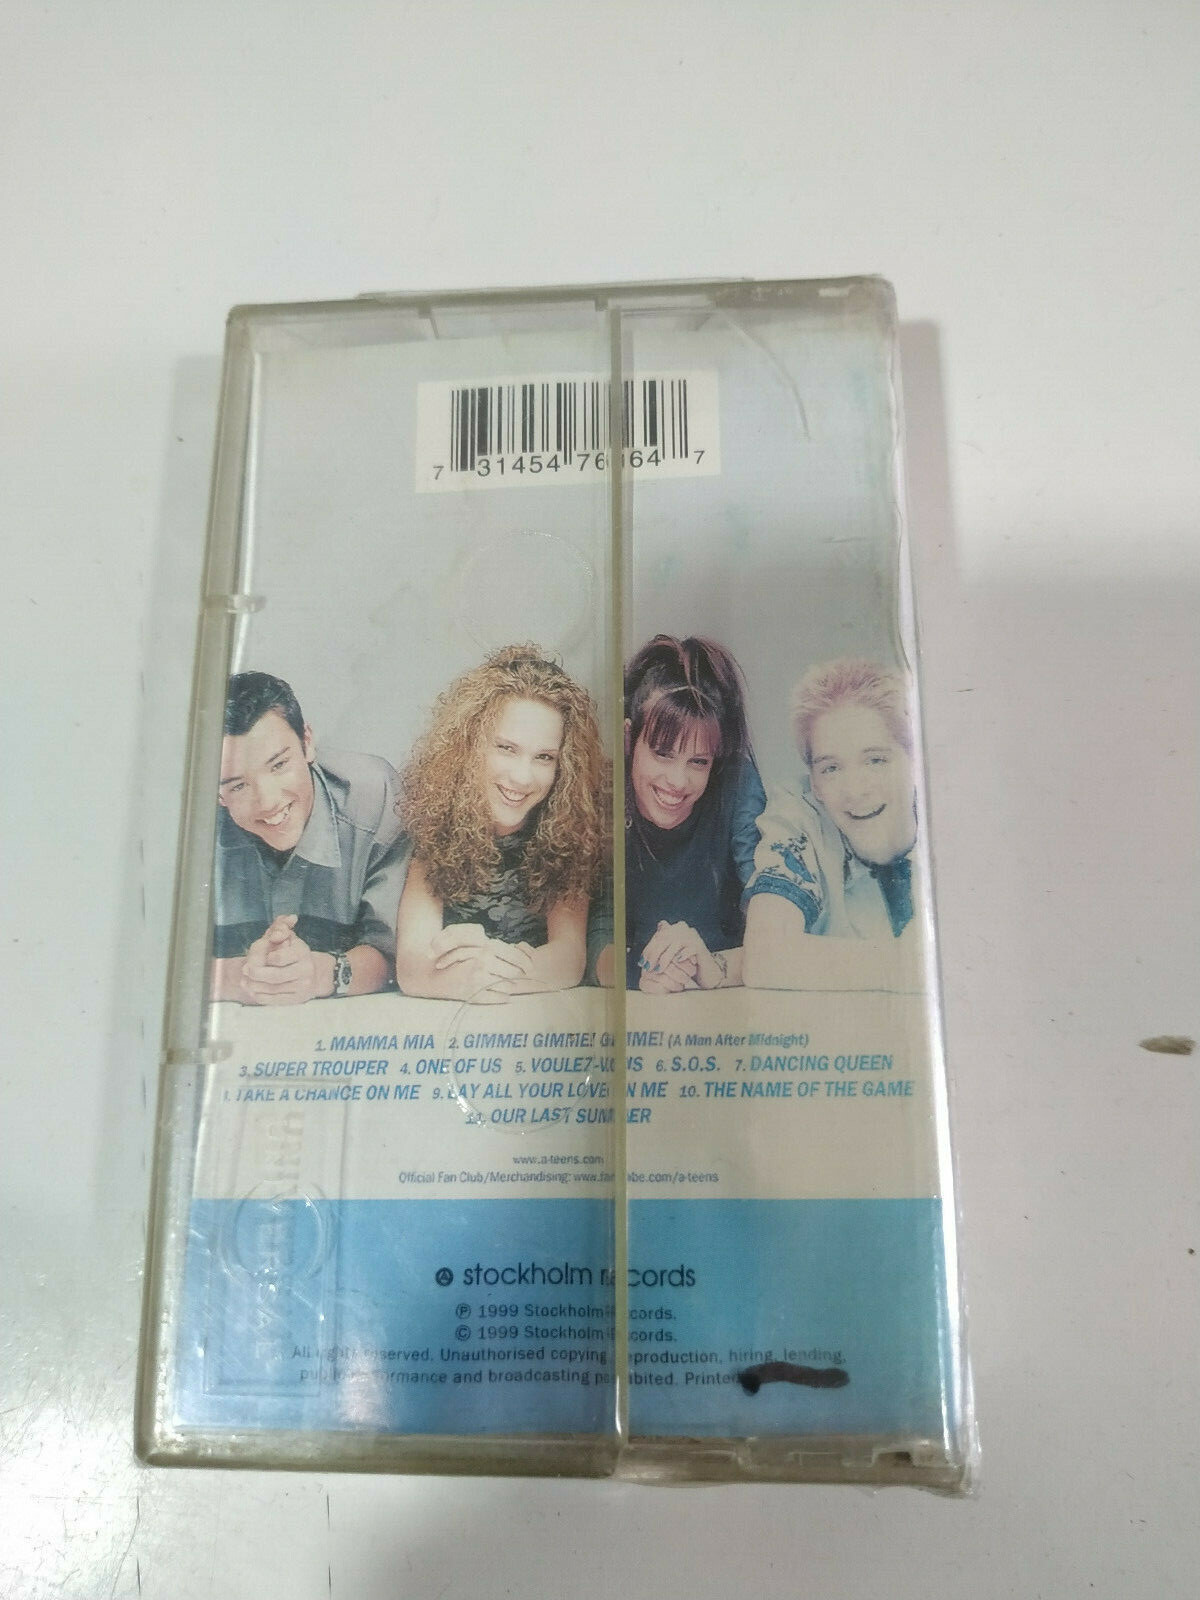 7 31454 76164 7
1. MAMMA MIA 2. GIMME! GIMME! GIMME! (A Man After Midnight)
3. SUPER TROUPER 4. ONE OF US 5. VOULEZ-VOUS 6. S.O.S. 7. DANCING QUEEN
TAKE A CHANCE ON ME 9. LAY ALL YOUR LOVE ON ME 10. THE NAME OF THE GAME
11. OUR LAST SUMMER
www.a-teens.com
Official Fan Club/Merchandising: /a-teens
stockholm records
℗ 1999 Stockholm Records.
© 1999 Stockholm Records.
All rights reserved. Unauthorised copying, reproduction, hiring, lending,
public performance and broadcasting prohibited. Printed
UNIVERSAL